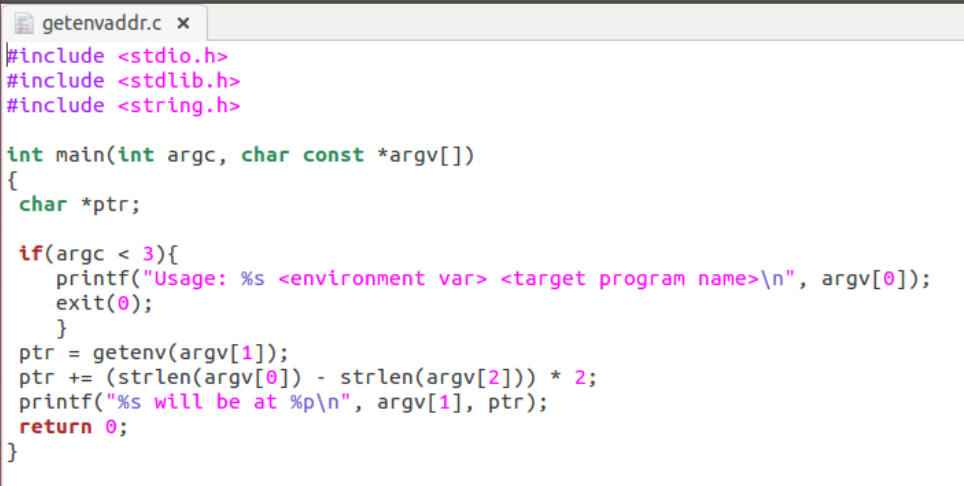 getenvaddr.c ×
#include <stdio.h>
#include <stdlib.h>
#include <string.h>

int main(int argc, char const *argv[])
{
 char *ptr;

 if(argc < 3){
    printf("Usage: %s <environment var> <target program name>\n", argv[0]);
    exit(0);
    }
 ptr = getenv(argv[1]);
 ptr += (strlen(argv[0]) - strlen(argv[2])) * 2;
 printf("%s will be at %p\n", argv[1], ptr);
 return 0;
}